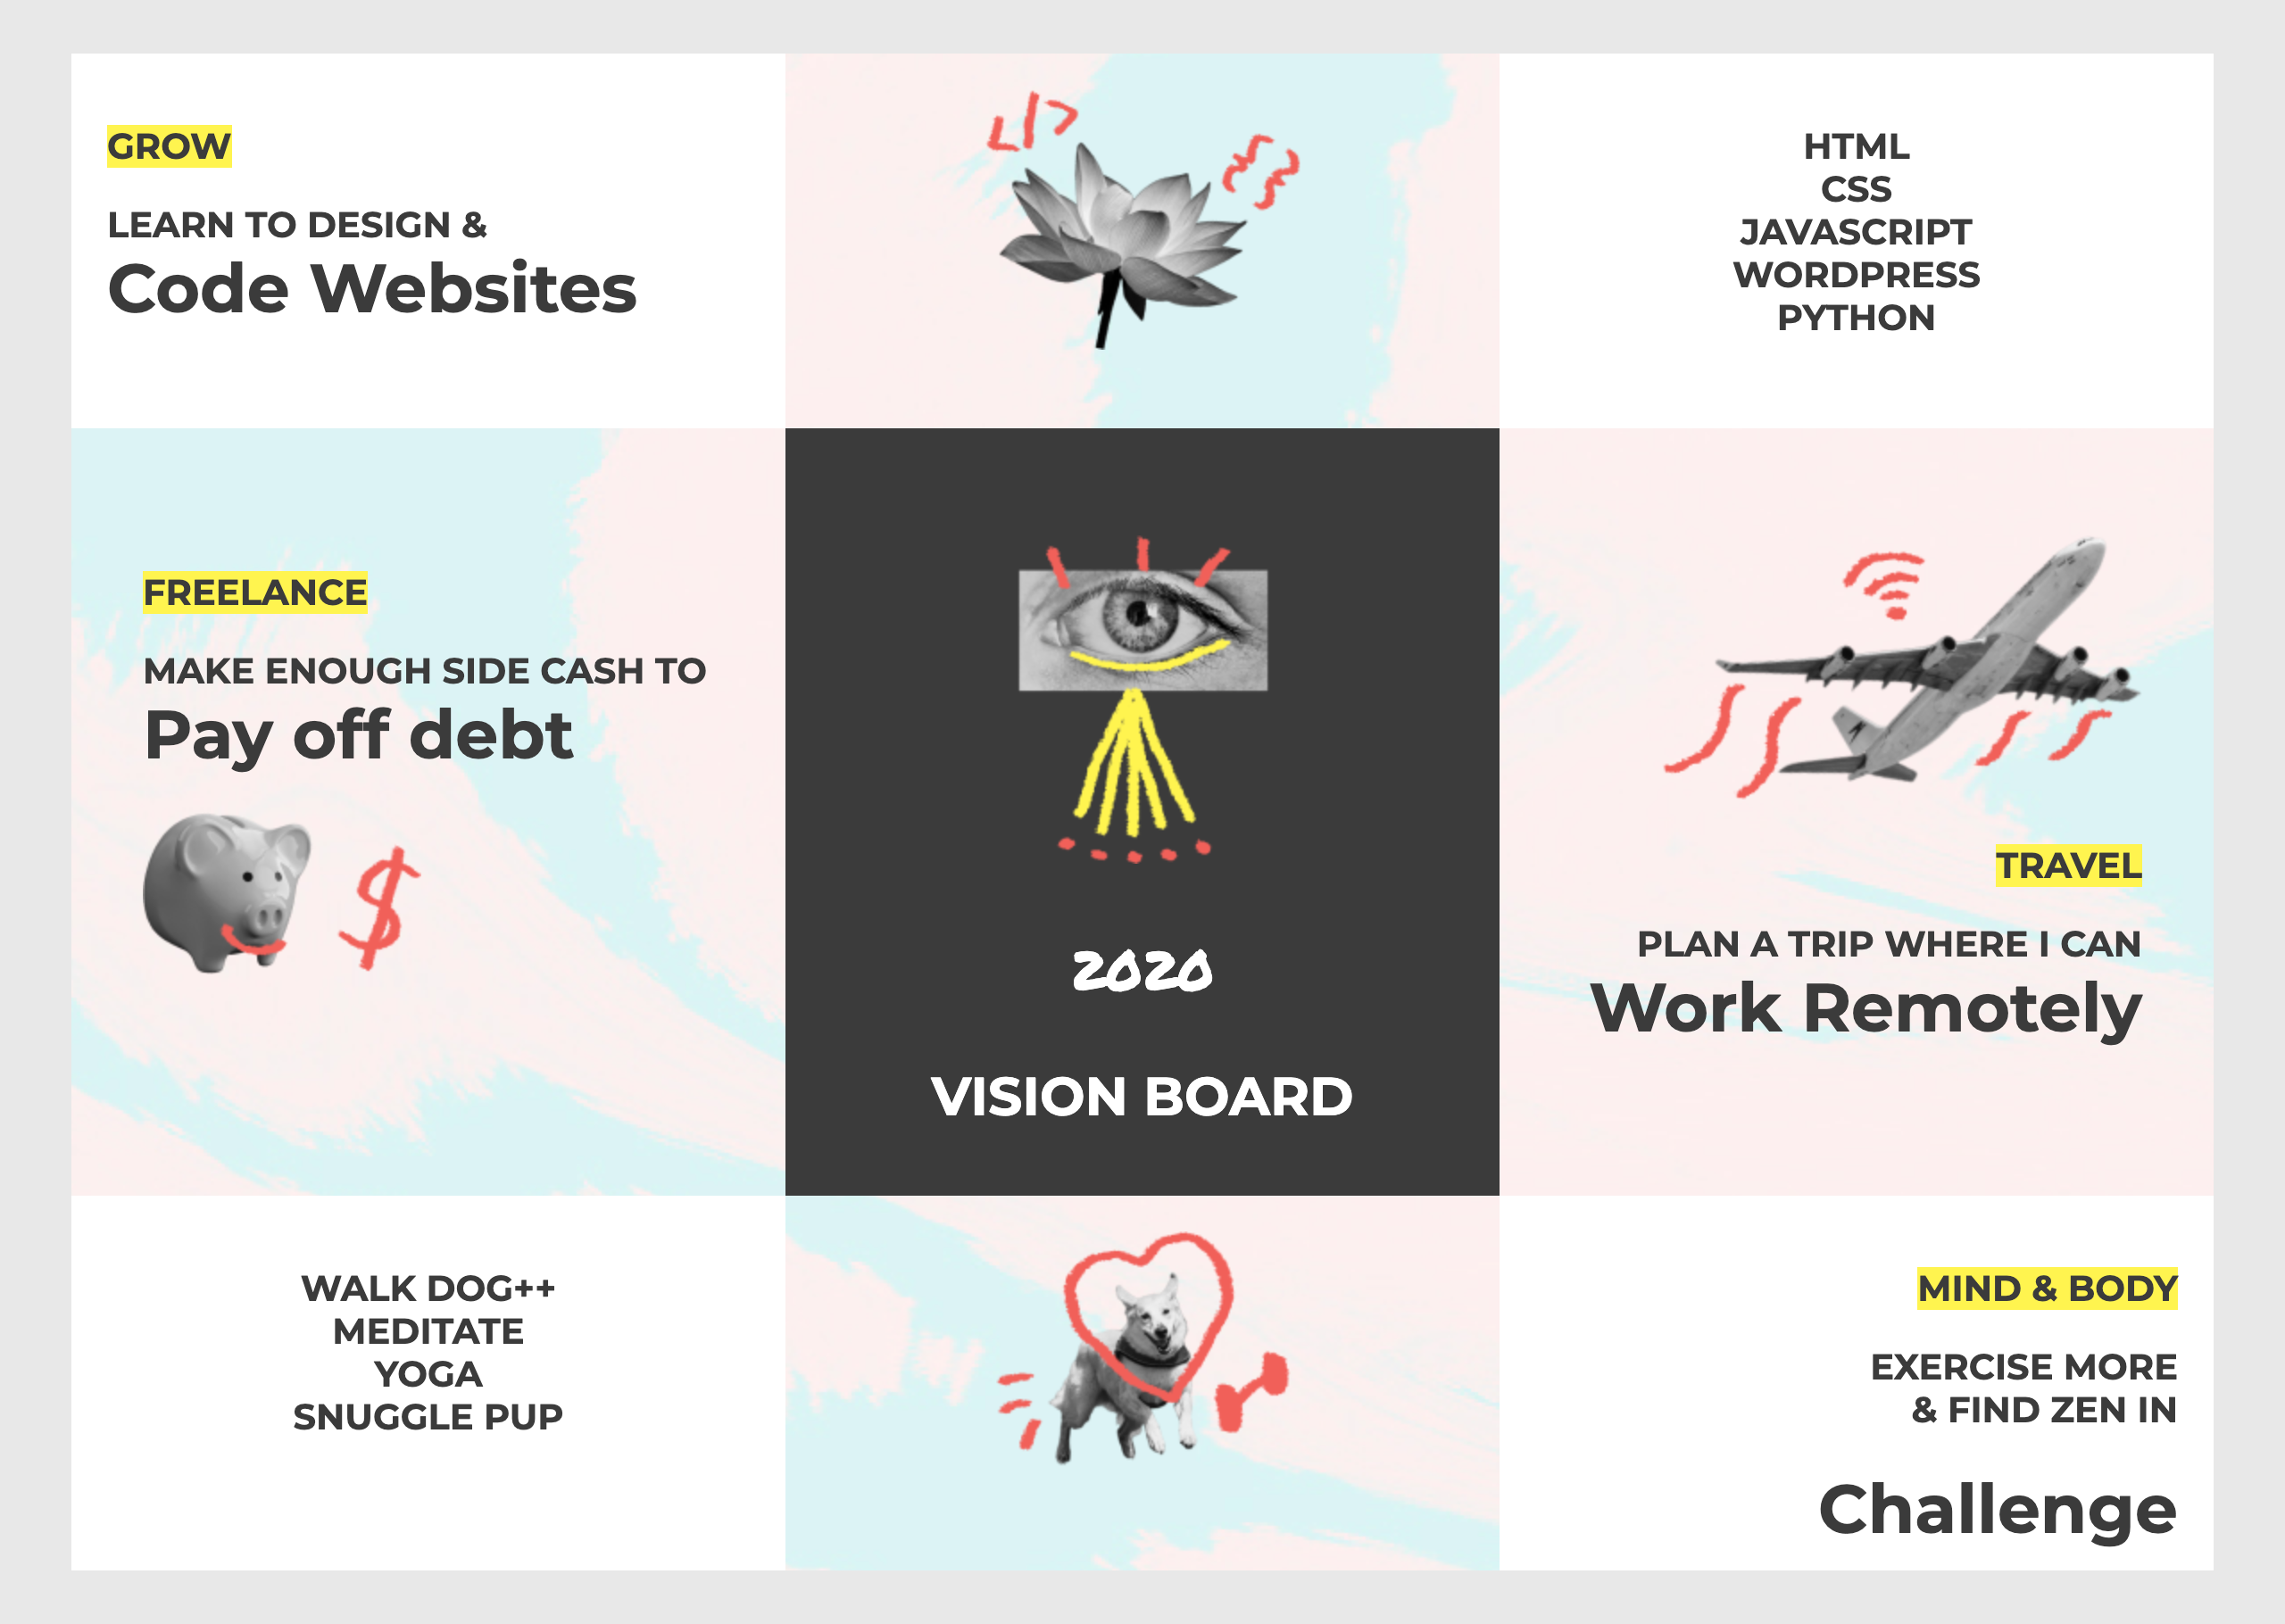 GROW
LEARN TO DESIGN &
Code Websites
</>
{}
HTML
CSS
JAVASCRIPT
WORDPRESS
PYTHON
FREELANCE
MAKE ENOUGH SIDE CASH TO
Pay off debt
$
2020
VISION BOARD
TRAVEL
PLAN A TRIP WHERE I CAN
Work Remotely
WALK DOG++
MEDITATE
YOGA
SNUGGLE PUP
MIND & BODY
EXERCISE MORE
& FIND ZEN IN
Challenge